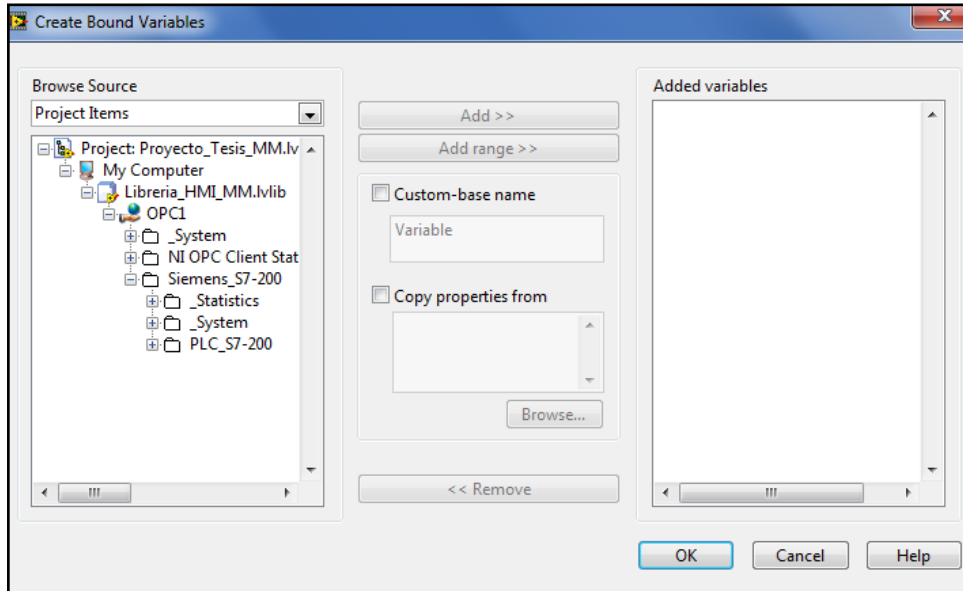 Create Bound Variables
Browse Source
Project Items
Project: Proyecto_Tesis_MM.lv
My Computer
Libreria_HMI_MM.lvlib
OPC1
_System
NI OPC Client Stat
Siemens_S7-200
_Statistics
_System
PLC_S7-200
Add >>
Add range >>
Custom-base name
Variable
Copy properties from
Browse...
<< Remove
Added variables
OK
Cancel
Help